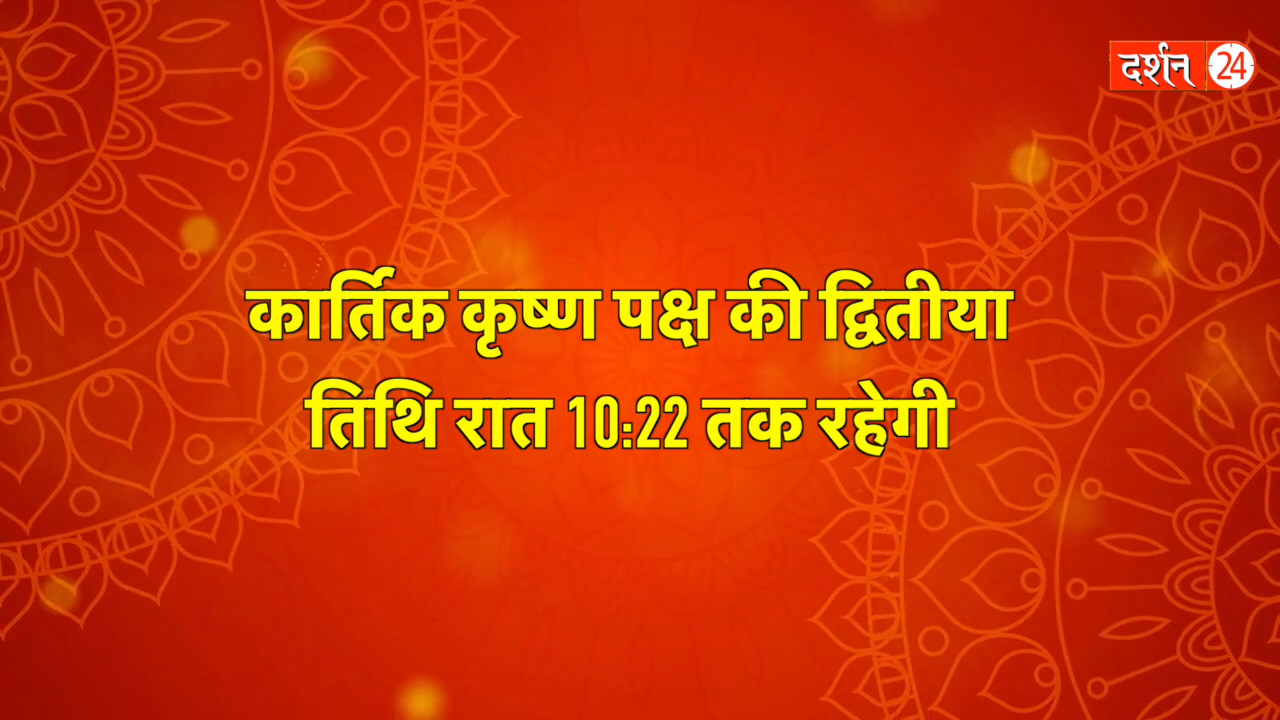 दर्शन 24
कार्तिक कृष्ण पक्ष की द्वितीया
तिथि रात 10:22 तक रहेगी